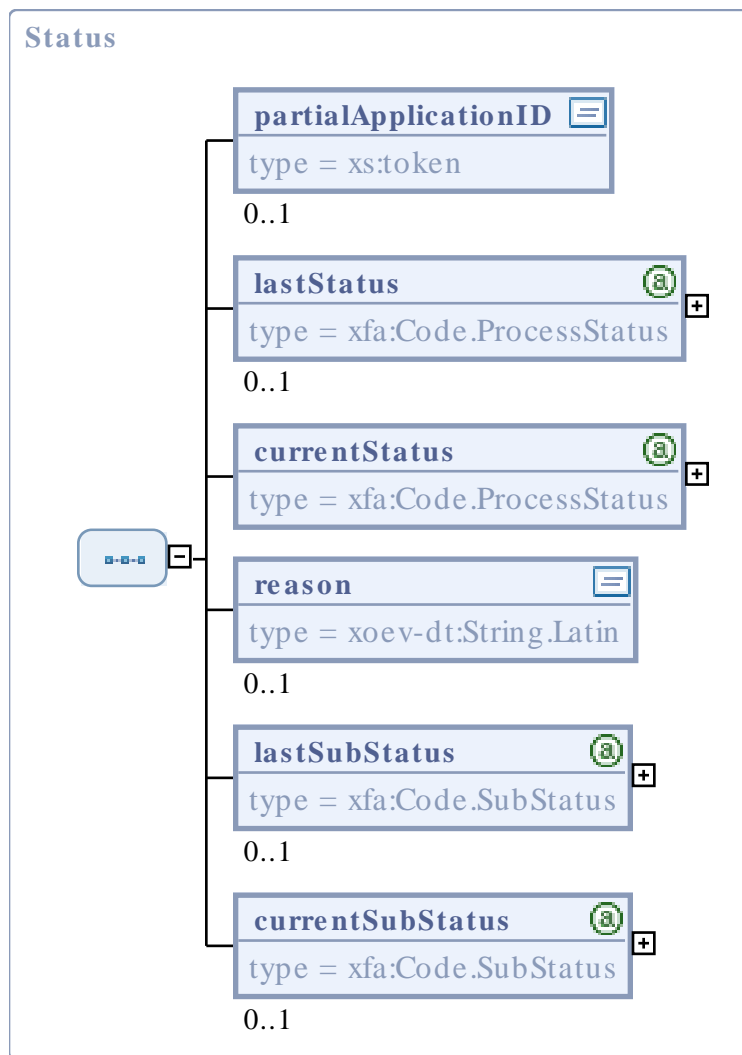 Status
partialApplicationID
type = xs:token
0..1
lastStatus
type = xfa:Code.ProcessStatus
0..1
currentStatus
type = xfa:Code.ProcessStatus
reason
type = xoev-dt:String.Latin
0..1
lastSubStatus
type = xfa:Code.SubStatus
0..1
currentSubStatus
type = xfa:Code.SubStatus
0..1